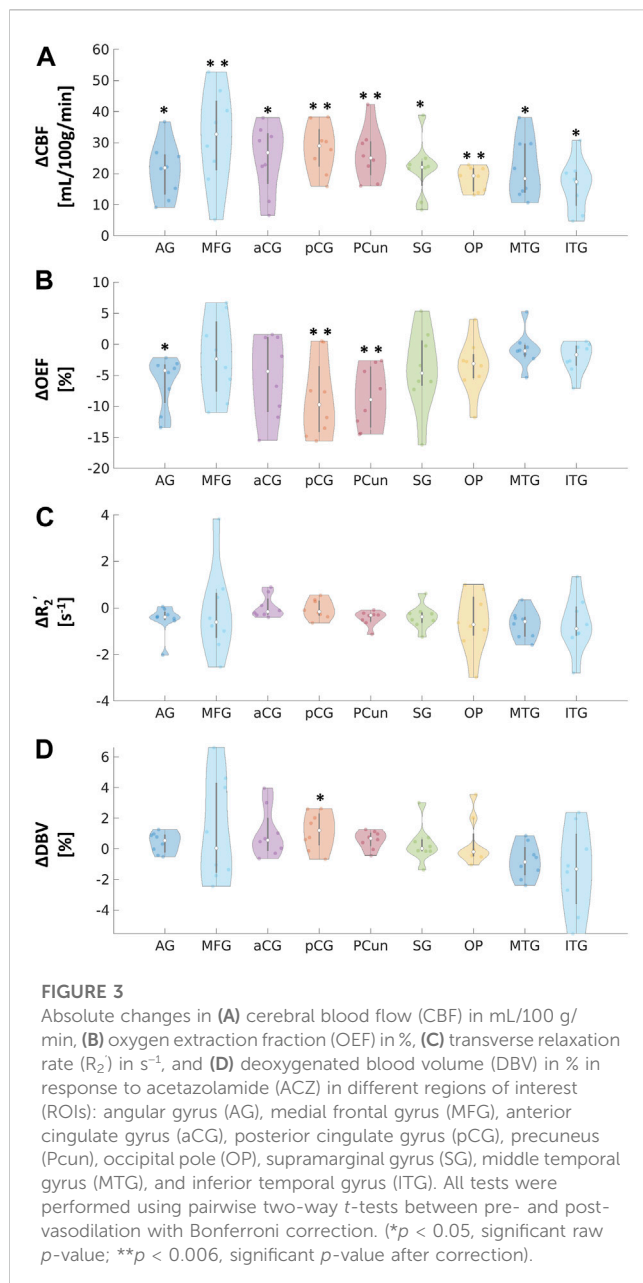 A
ΔCBF
[mL/100g/min]
60
50
40
30
20
10
0
* ** * ** ** * ** * *
AG MFG aCG pCG PCun SG OP MTG ITG
B
ΔOEF
[%]
10
5
0
-5
-10
-15
-20
* ** **
AG MFG aCG pCG PCun SG OP MTG ITG
C
ΔR2′
[s-1]
4
2
0
-2
-4
AG MFG aCG pCG PCun SG OP MTG ITG
D
ΔDBV
[%]
6
4
2
0
-2
-4
*
AG MFG aCG pCG PCun SG OP MTG ITG
FIGURE 3
Absolute changes in (A) cerebral blood flow (CBF) in mL/100 g/
min, (B) oxygen extraction fraction (OEF) in %, (C) transverse relaxation
rate (R2′) in s−1, and (D) deoxygenated blood volume (DBV) in % in
response to acetazolamide (ACZ) in different regions of interest
(ROIs): angular gyrus (AG), medial frontal gyrus (MFG), anterior
cingulate gyrus (aCG), posterior cingulate gyrus (pCG), precuneus
(Pcun), occipital pole (OP), supramarginal gyrus (SG), middle temporal
gyrus (MTG), and inferior temporal gyrus (ITG). All tests were
performed using pairwise two-way t-tests between pre- and post-
vasodilation with Bonferroni correction. (*p < 0.05, significant raw
p-value; **p < 0.006, significant p-value after correction).